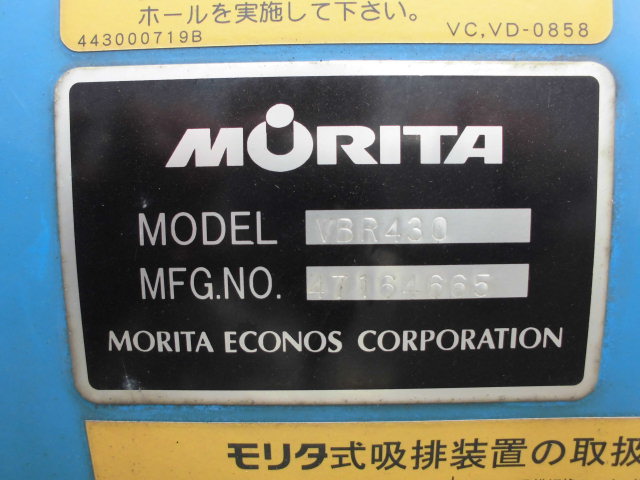 ホールを実施して下さい。
443000719B VC,VD-0858
MORITA
MODEL VBR430
MFG.NO. 47164665
MORITA ECONOS CORPORATION
モリタ式吸排装置の取扱